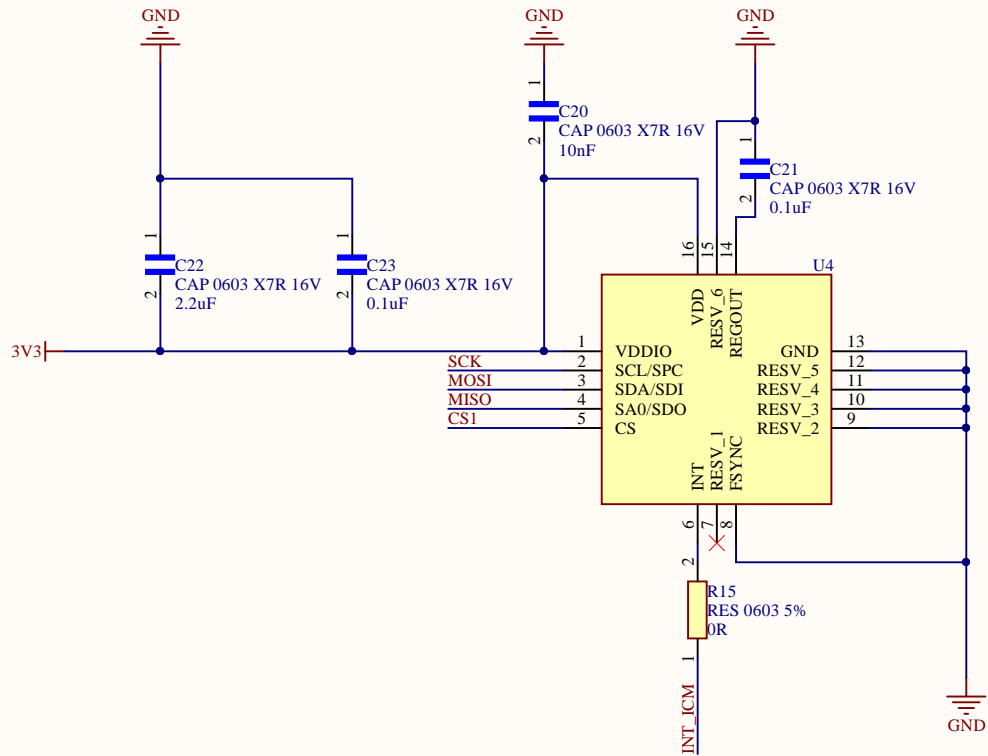 GND
GND
GND
1
C20
CAP 0603 X7R 16V
2
10nF
1
C21
CAP 0603 X7R 16V
2
0.1uF
1
C22
CAP 0603 X7R 16V
2
2.2uF
1
C23
CAP 0603 X7R 16V
2
0.1uF
16
15
14
U4
VDD
RESV_6
REGOUT
3V3
1
VDDIO
SCK
2
SCL/SPC
MOSI
3
SDA/SDI
MISO
4
SA0/SDO
CS1
5
CS
GND
13
RESV_5
12
RESV_4
11
RESV_3
10
RESV_2
9
INT
RESV_1
FSYNC
6
7
8
2
R15
RES 0603 5%
0R
1
INT_ICM
GND